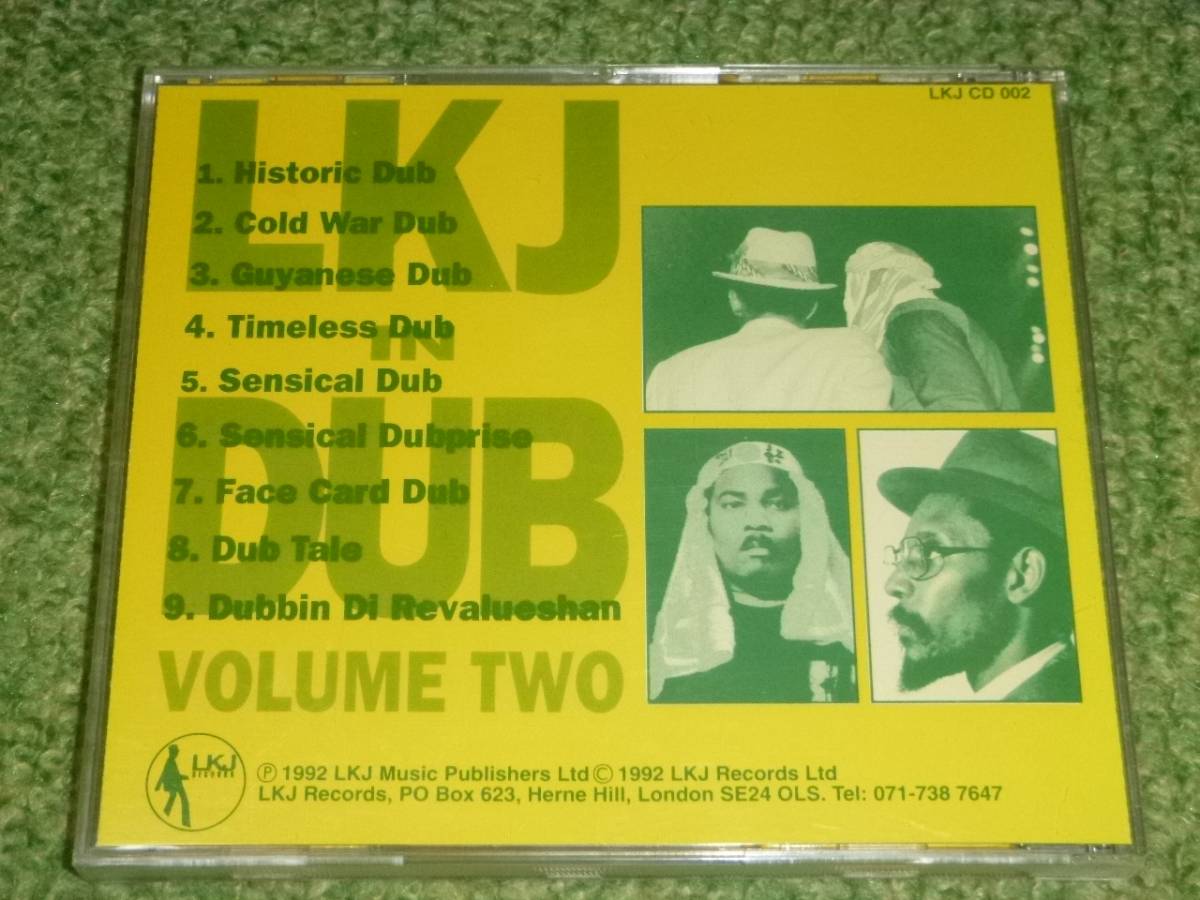 LKJ CD 002
LKJ
IN
DUB
VOLUME TWO
1. Historic Dub
2. Cold War Dub
3. Guyanese Dub
4. Timeless Dub
5. Sensical Dub
6. Sensical Dubprise
7. Face Card Dub
8. Dub Tale
9. Dubbin Di Revalueshan
LKJ
RECORDS
℗ 1992 LKJ Music Publishers Ltd © 1992 LKJ Records Ltd
LKJ Records, PO Box 623, Herne Hill, London SE24 OLS. Tel: 071-738 7647